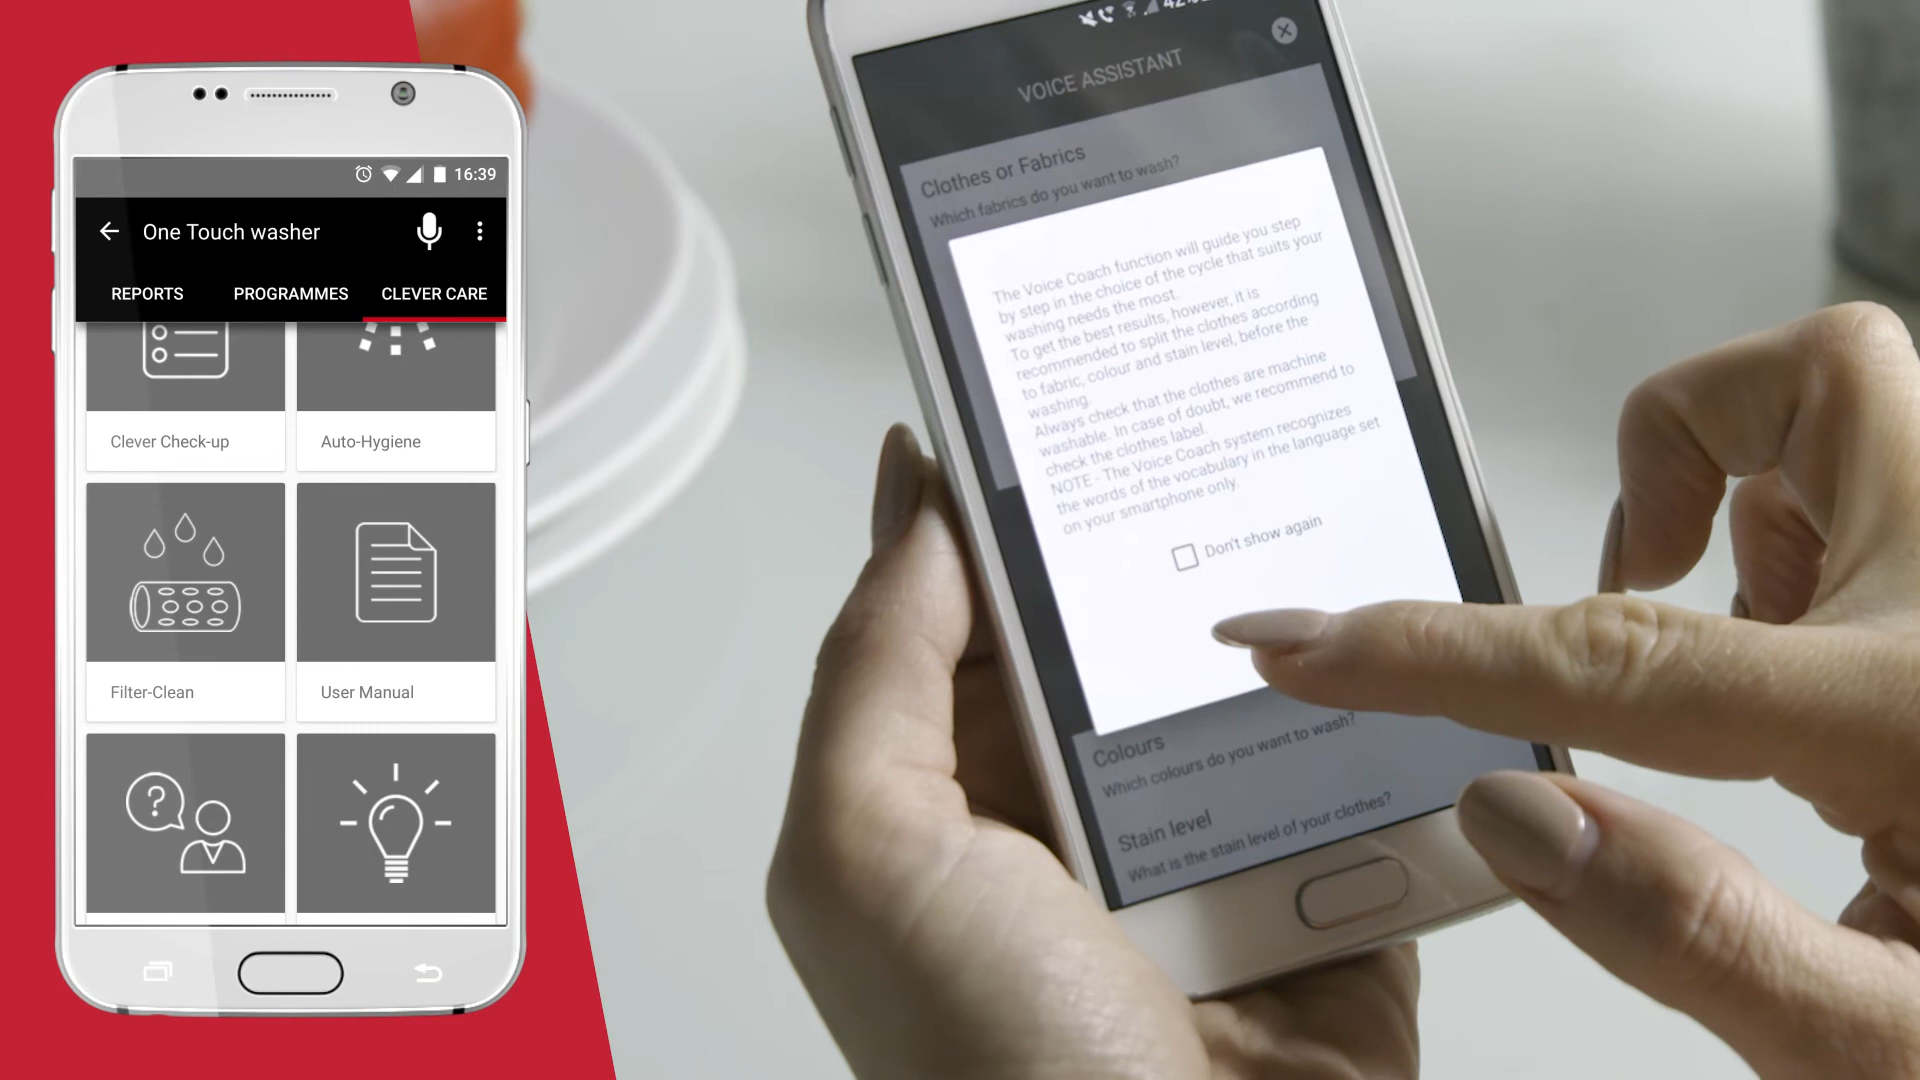 16:39
One Touch washer
REPORTS PROGRAMMES CLEVER CARE
Clever Check-up Auto-Hygiene
Filter-Clean User Manual
?
VOICE ASSISTANT
Clothes or Fabrics
Which fabrics do you want to wash?
The Voice Coach function will guide you step
by step in the choice of the cycle that suits your
washing needs the most.
To get the best results, however, it is
recommended to split the clothes according
to fabric, colour and stain level, before the
washing.
Always check that the clothes are machine
washable. In case of doubt, we recommend to
check the clothes label.
NOTE - The Voice Coach system recognizes
the words of the vocabulary in the language set
on your smartphone only.
Don't show again
Colours
Which colours do you want to wash?
Stain level
What is the stain level of your clothes?